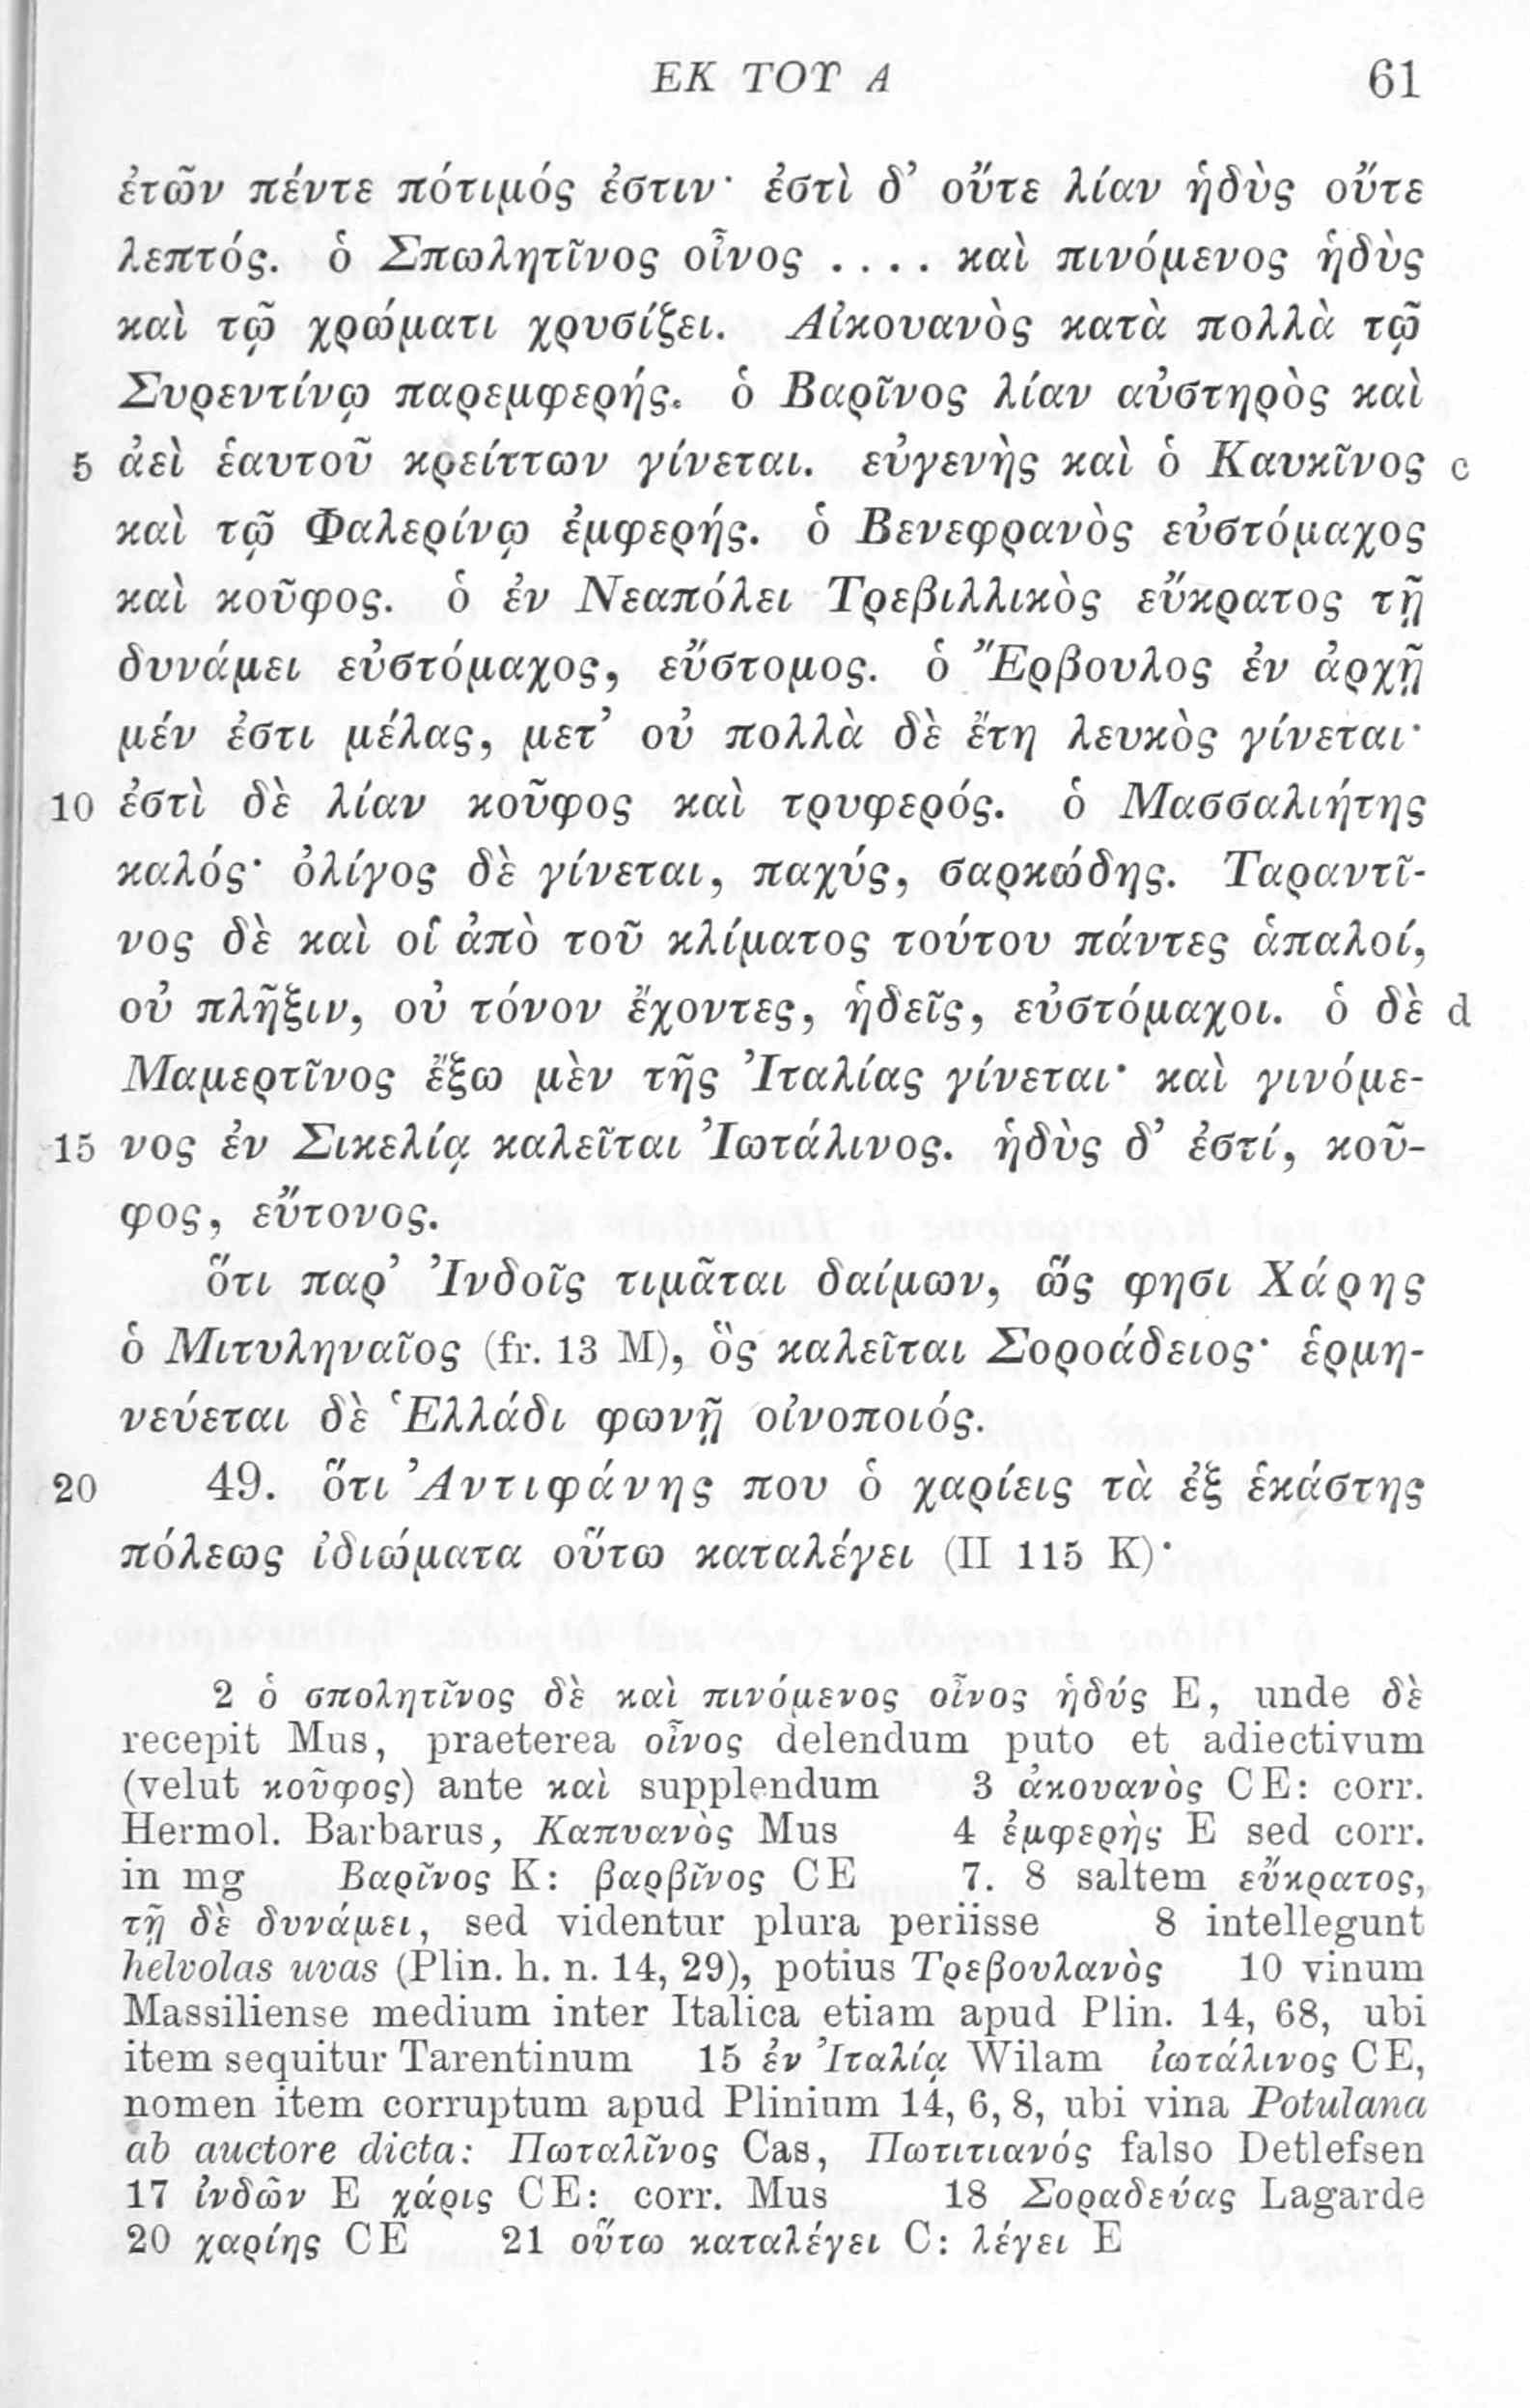 ΕΚ ΤΟΥ Α 61
ἐτῶν πέντε πότιμός ἐστιν· ἐστὶ δ’ οὔτε λίαν ἡδὺς οὔτε
λεπτός. ὁ Σπωλητῖνος οἶνος .... καὶ πινόμενος ἡδὺς
καὶ τῷ χρώματι χρυσίζει. Αἰκουανὸς κατὰ πολλὰ τῷ
Συρεντίνῳ παρεμφερής. ὁ Βαρῖνος λίαν αὐστηρὸς καὶ
5 ἀεὶ ἑαυτοῦ κρείττων γίνεται. εὐγενὴς καὶ ὁ Καυκῖνος c
καὶ τῷ Φαλερίνῳ ἐμφερής. ὁ Βενεφρανὸς εὐστόμαχος
καὶ κοῦφος. ὁ ἐν Νεαπόλει Τρεβιλλικὸς εὔκρατος τῇ
δυνάμει εὐστόμαχος, εὔστομος. ὁ Ἔρβουλος ἐν ἀρχῇ
μέν ἐστι μέλας, μετ’ οὐ πολλὰ δὲ ἔτη λευκὸς γίνεται·
10 ἐστὶ δὲ λίαν κοῦφος καὶ τρυφερός. ὁ Μασσαλιήτης
καλός· ὀλίγος δὲ γίνεται, παχύς, σαρκώδης. Ταραντῖ-
νος δὲ καὶ οἱ ἀπὸ τοῦ κλίματος τούτου πάντες ἁπαλοί,
οὐ πλῆξιν, οὐ τόνον ἔχοντες, ἡδεῖς, εὐστόμαχοι. ὁ δὲ d
Μαμερτῖνος ἔξω μὲν τῆς Ἰταλίας γίνεται· καὶ γινόμε-
15 νος ἐν Σικελίᾳ καλεῖται Ἰωτάλινος. ἡδὺς δ’ ἐστί, κοῦ-
φος, εὔτονος.
ὅτι παρ’ Ἰνδοῖς τιμᾶται δαίμων, ὥς φησι Χάρης
ὁ Μιτυληναῖος (fr. 13 M), ὃς καλεῖται Σοροάδειος· ἑρμη-
νεύεται δὲ Ἑλλάδι φωνῇ οἰνοποιός.
20 49. ὅτι Ἀντιφάνης που ὁ χαρίεις τὰ ἐξ ἑκάστης
πόλεως ἰδιώματα οὕτω καταλέγει (II 115 K)·
2 ὁ σπολητῖνος δὲ καὶ πινόμενος οἶνος ἡδύς E, unde δὲ
recepit Mus, praeterea οἶνος delendum puto et adiectivum
(velut κοῦφος) ante καὶ supplendum 3 ἀκουανὸς CE: corr.
Hermol. Barbarus, Καπυανὸς Mus 4 ἐμφερὴς E sed corr.
in mg Βαρῖνος K: βαρβῖνος CE 7. 8 saltem εὔκρατος,
τῇ δὲ δυνάμει, sed videntur plura periisse 8 intellegunt
helvolas uvas (Plin. h. n. 14, 29), potius Τρεβουλανὸς 10 vinum
Massiliense medium inter Italica etiam apud Plin. 14, 68, ubi
item sequitur Tarentinum 15 ἐν Ἰταλίᾳ Wilam ἰωτάλινος CE,
nomen item corruptum apud Plinium 14, 6, 8, ubi vina Potulana
ab auctore dicta: Πωταλῖνος Cas, Πωτιτιανός falso Detlefsen
17 ἰνδῶν E χάρις CE: corr. Mus 18 Σοραδεύας Lagarde
20 χαρίης CE 21 οὕτω καταλέγει C: λέγει E